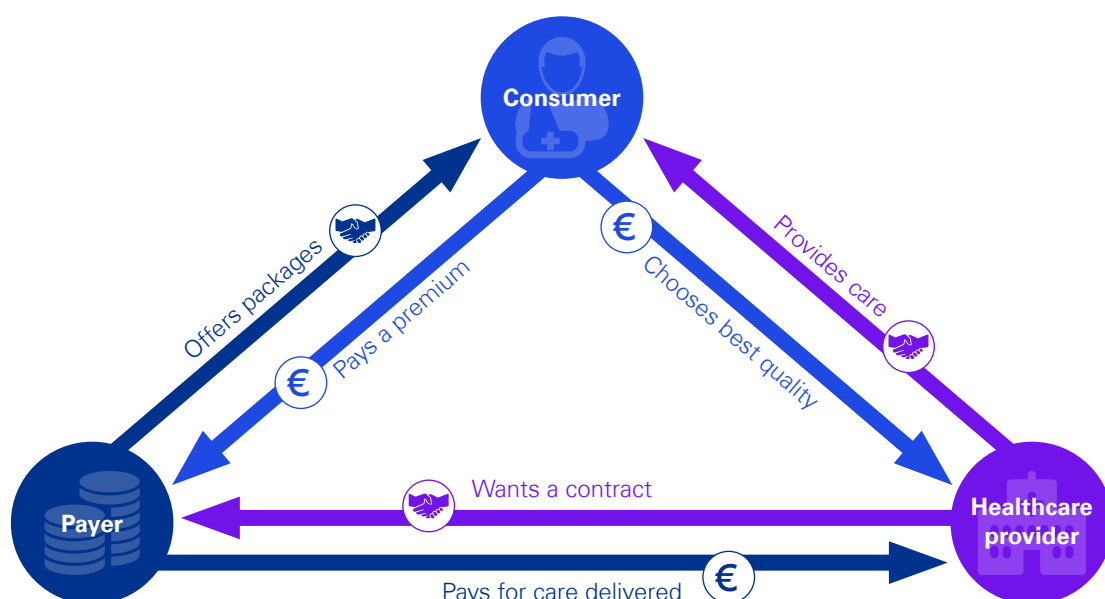 Consumer
€
Offers packages
Pays a premium
Chooses best quality
Provides care
€
Wants a contract
Payer
Healthcare
provider
Pays for care delivered
€